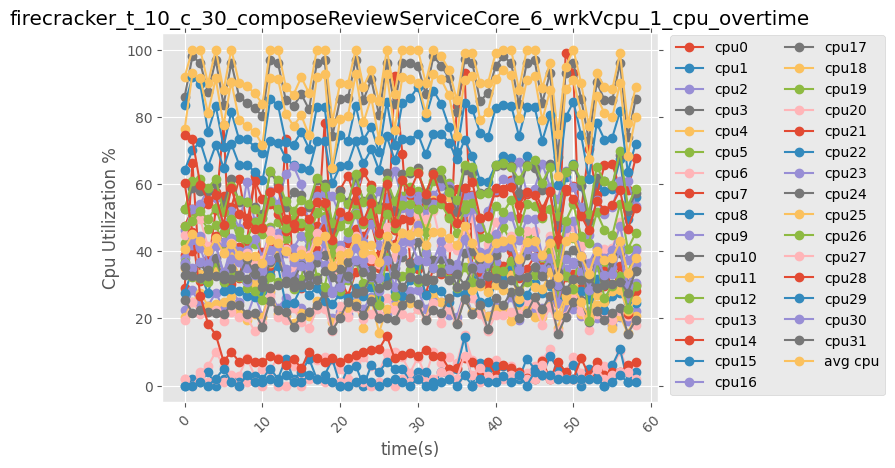 firecracker_t_10_c_30_composeReviewServiceCore_6_wrkVcpu_1_cpu_overtime
100
80
60
40
20
0
Cpu Utilization %
0
10
20
30
40
50
60
time(s)
cpu0
cpu1
cpu2
cpu3
cpu4
cpu5
cpu6
cpu7
cpu8
cpu9
cpu10
cpu11
cpu12
cpu13
cpu14
cpu15
cpu16
cpu17
cpu18
cpu19
cpu20
cpu21
cpu22
cpu23
cpu24
cpu25
cpu26
cpu27
cpu28
cpu29
cpu30
cpu31
avg cpu